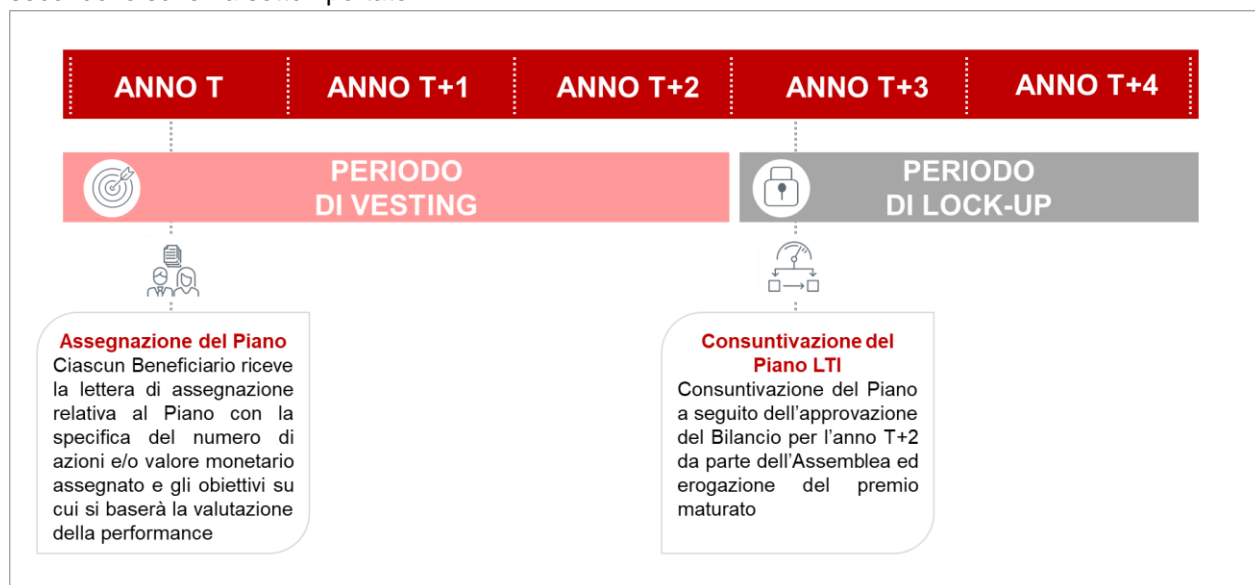 ANNO T ANNO T+1 ANNO T+2 ANNO T+3 ANNO T+4
PERIODO
DI VESTING
PERIODO
DI LOCK-UP
Assegnazione del Piano
Ciascun Beneficiario riceve
la lettera di assegnazione
relativa al Piano con la
specifica del numero di
azioni e/o valore monetario
assegnato e gli obiettivi su
cui si baserà la valutazione
della performance
Consuntivazione del
Piano LTI
Consuntivazione del Piano
a seguito dell'approvazione
del Bilancio per l'anno T+2
da parte dell'Assemblea ed
erogazione del premio
maturato